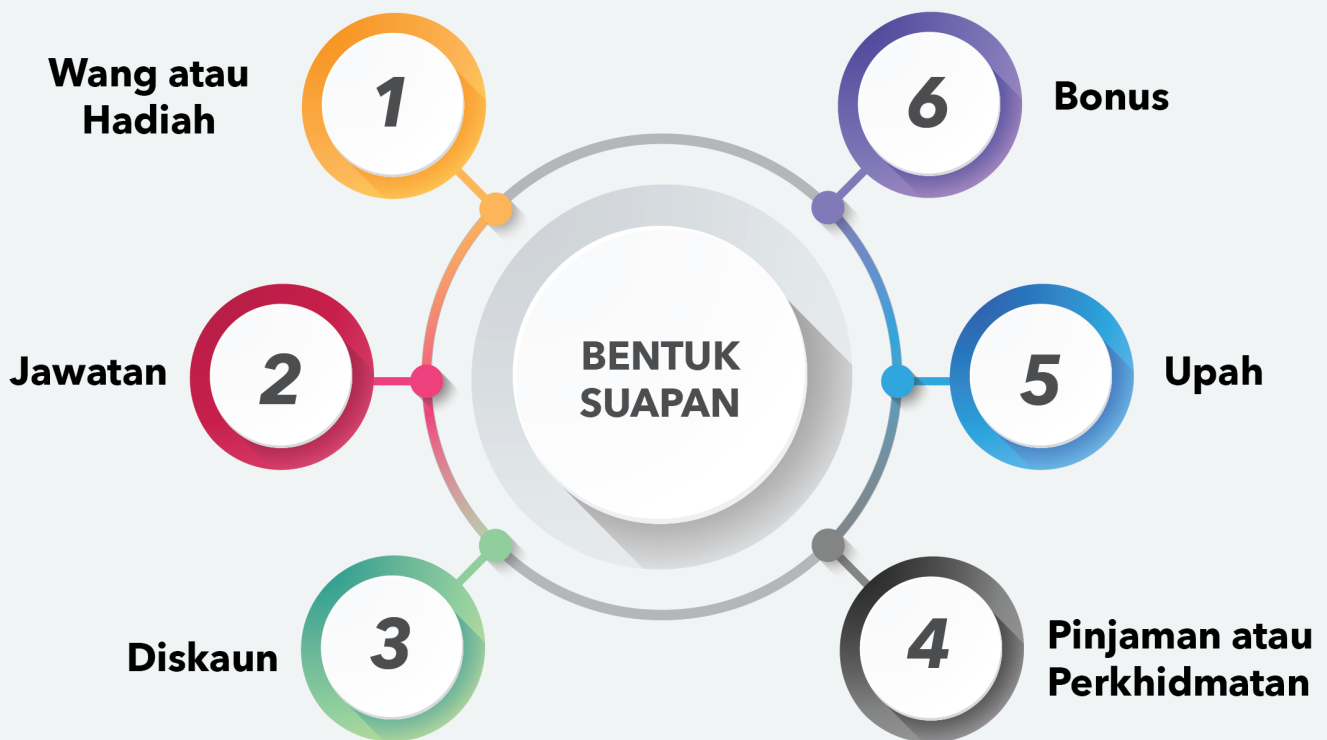 Wang atau
Hadiah
1
2
Jawatan
3
Diskaun
BENTUK
SUAPAN
4
Pinjaman atau
Perkhidmatan
5
Upah
6
Bonus